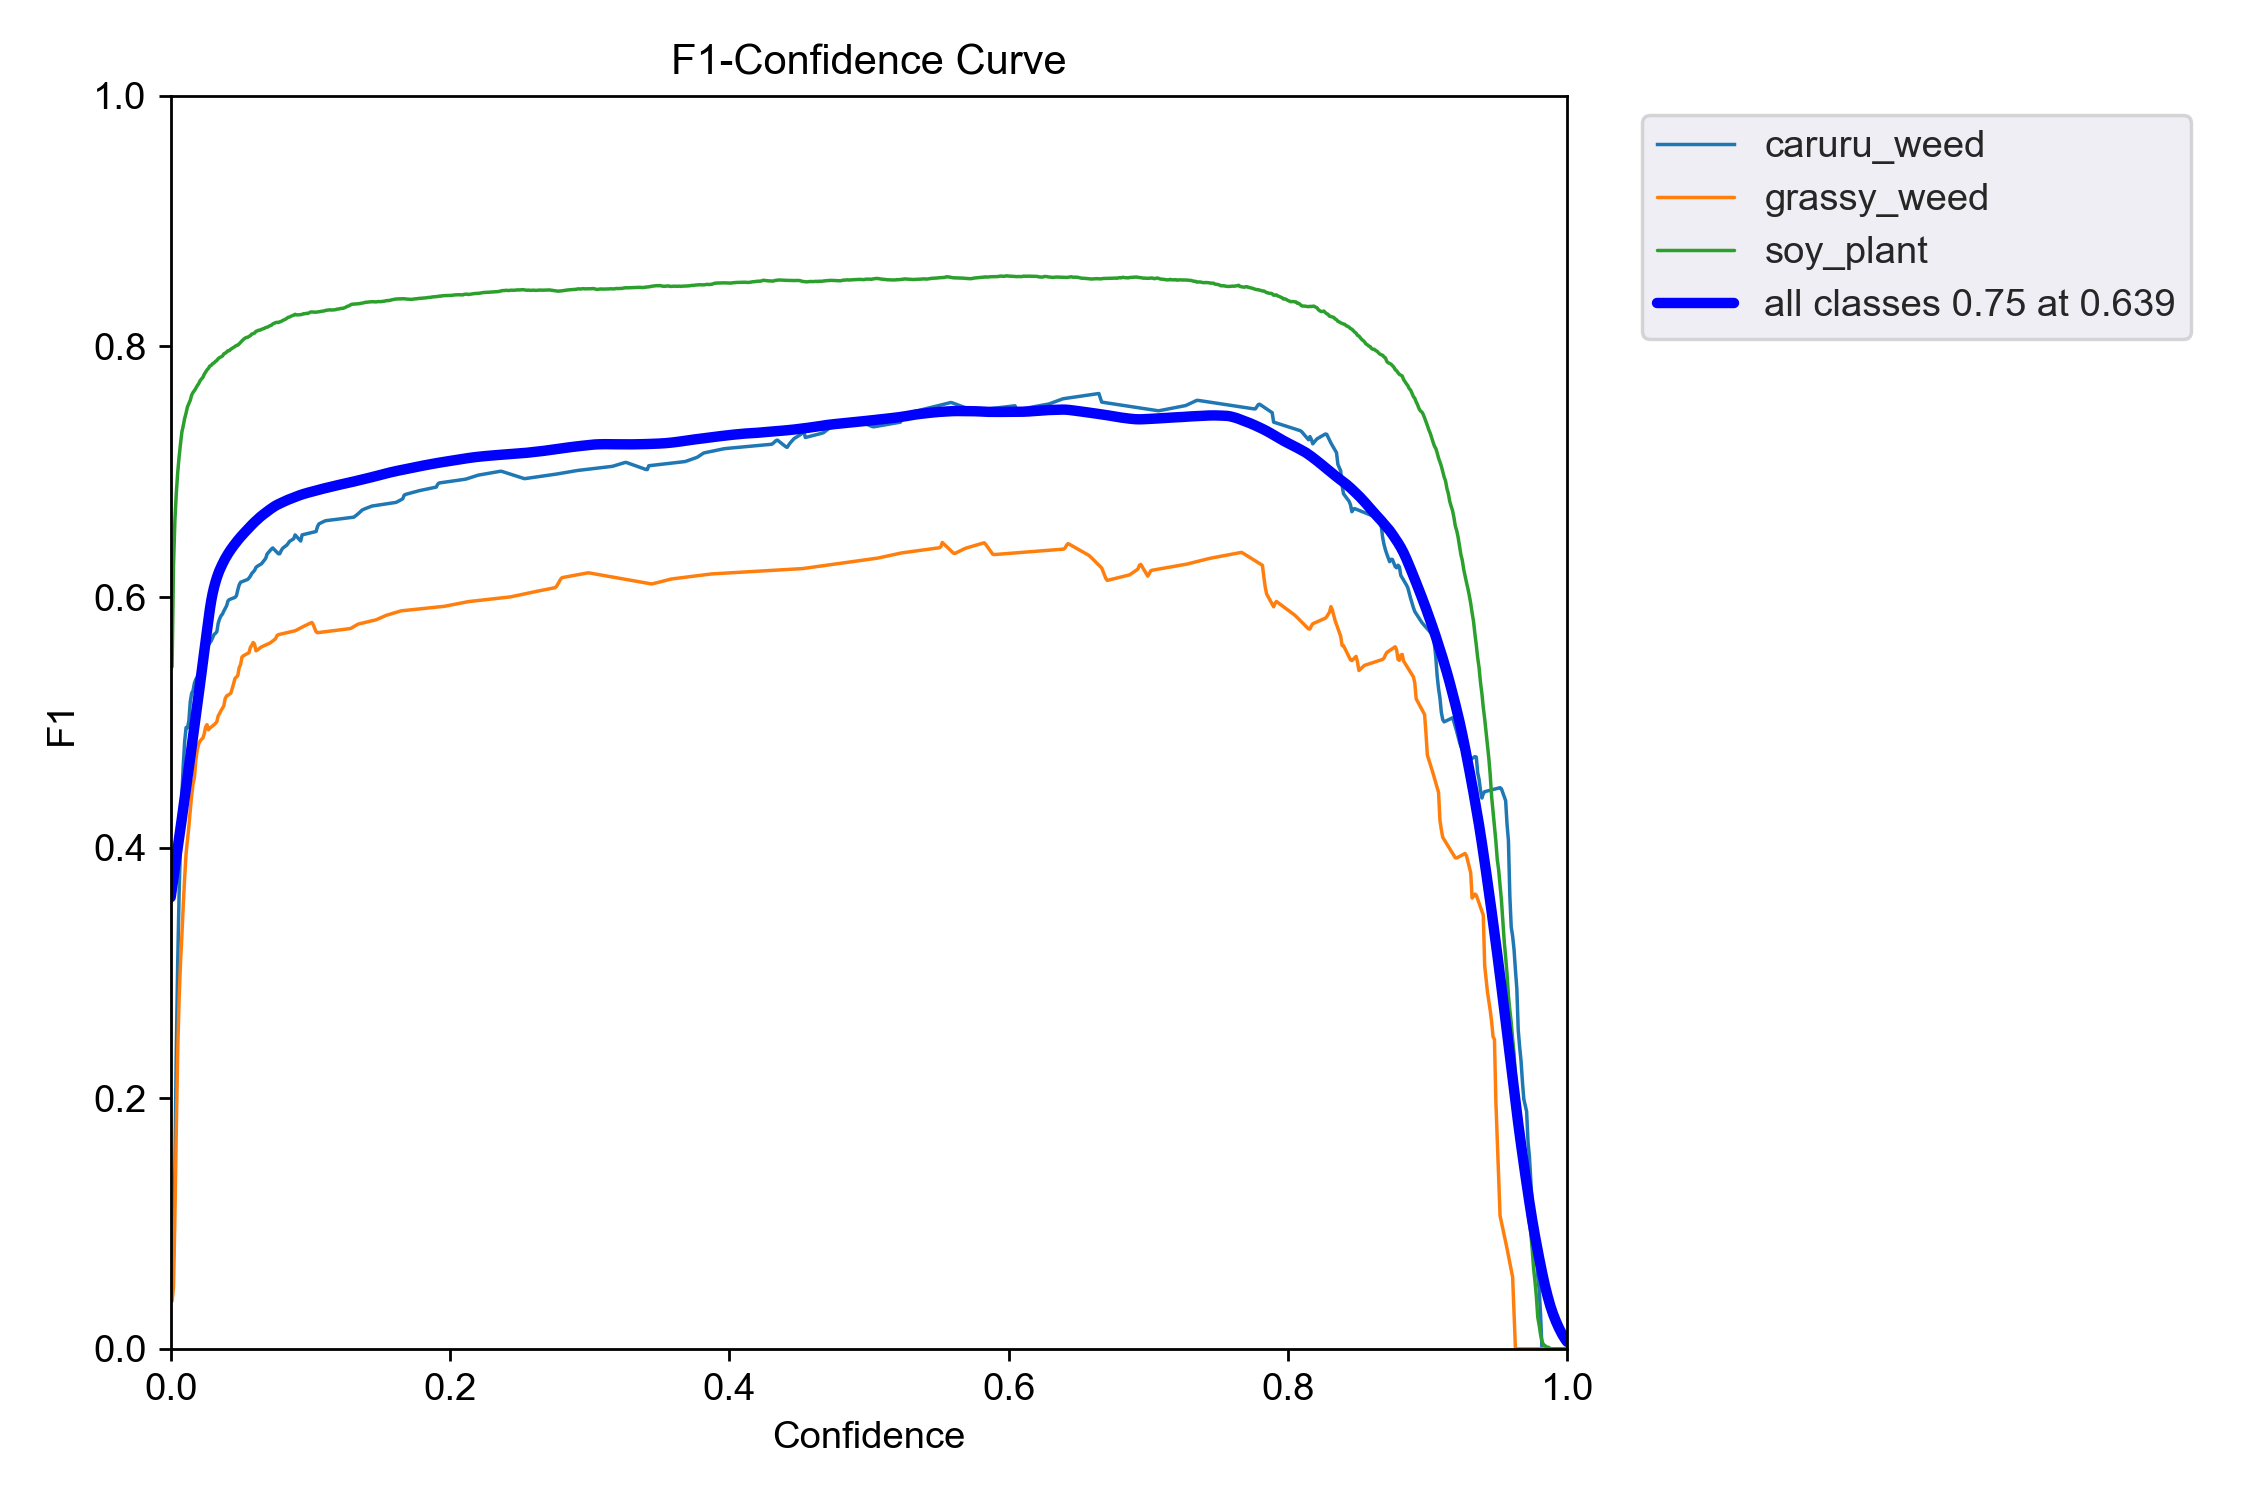 F1-Confidence Curve
1.0
0.8
0.6
0.4
0.2
0.0
F1
0.0 0.2 0.4 0.6 0.8 1.0
Confidence
caruru_weed
grassy_weed
soy_plant
all classes 0.75 at 0.639